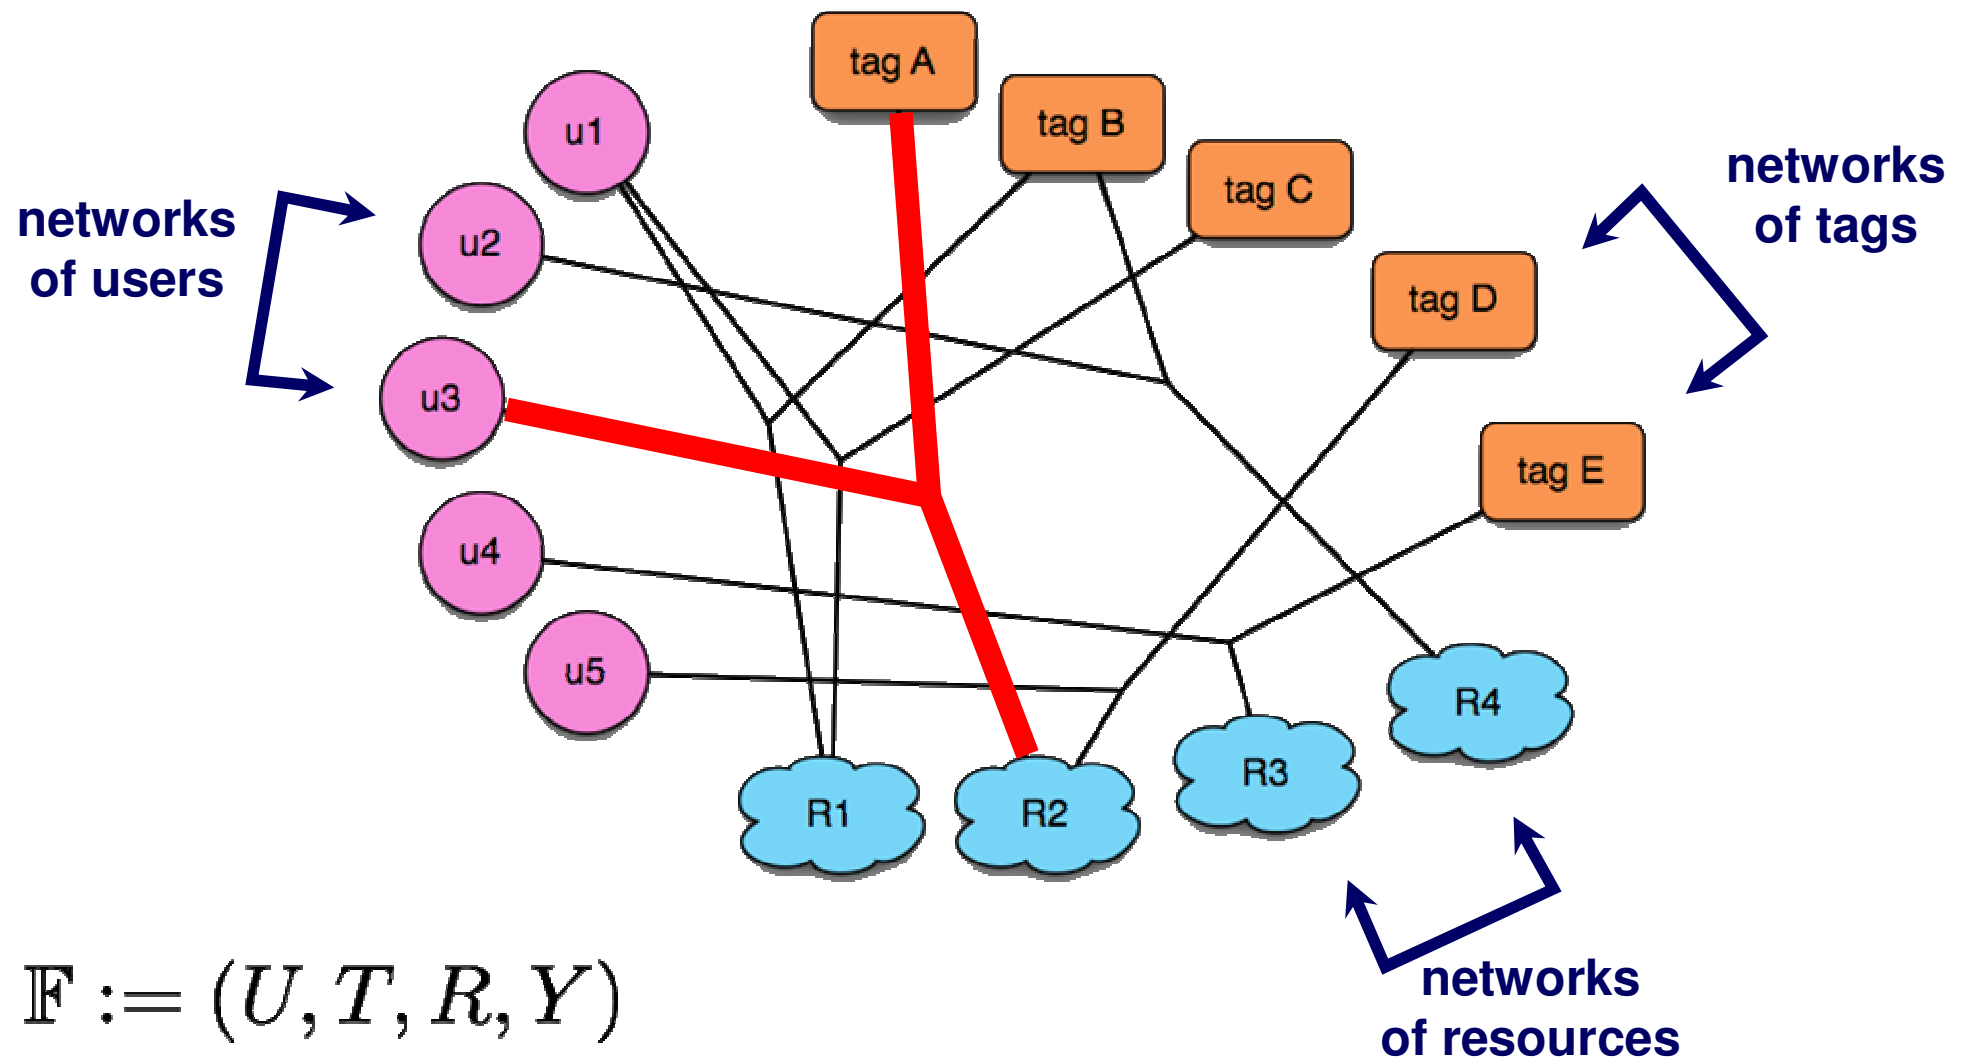 tag A
tag B
tag C
tag D
tag E
u1
u2
u3
u4
u5
networks
of users
networks
of tags
R1
R2
R3
R4
networks
of resources
𝔽 := (U, T, R, Y)